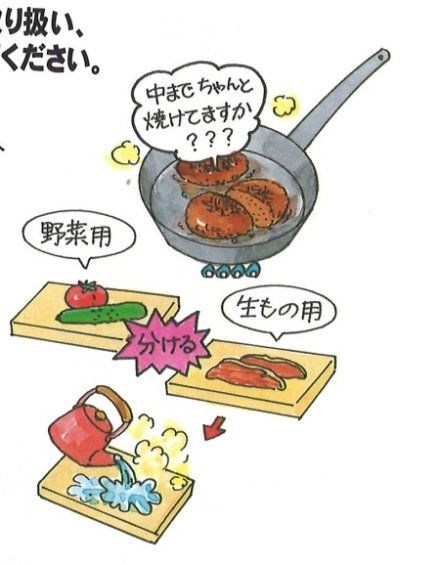 り扱い、
ください。
中までちゃんと
焼けてますか
???
野菜用
生もの用
分ける